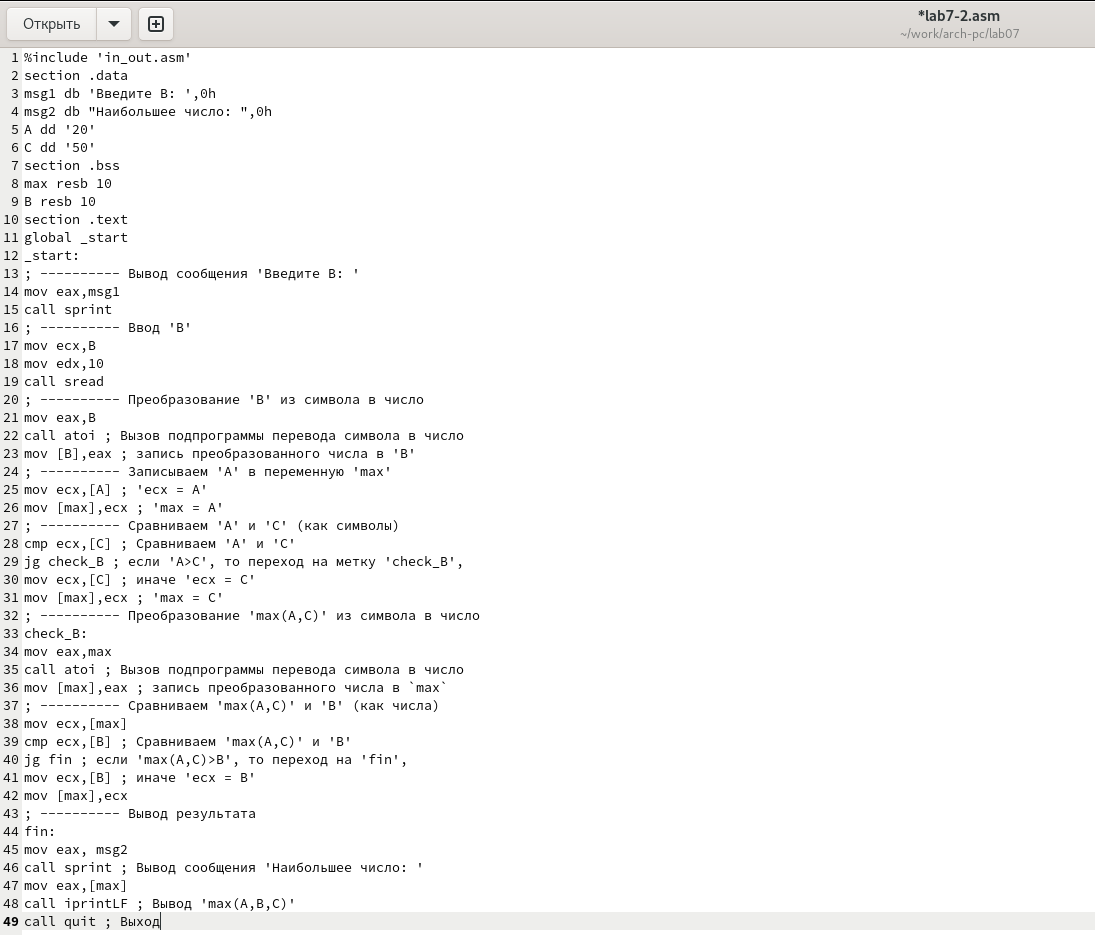 Открыть
*lab7-2.asm
~/work/arch-pc/lab07
1 %include 'in_out.asm'
2 section .data
3 msg1 db 'Введите B: ',0h
4 msg2 db "Наибольшее число: ",0h
5 A dd '20'
6 C dd '50'
7 section .bss
8 max resb 10
9 B resb 10
10 section .text
11 global _start
12 _start:
13 ; ---------- Вывод сообщения 'Введите B: '
14 mov eax,msg1
15 call sprint
16 ; ---------- Ввод 'B'
17 mov ecx,B
18 mov edx,10
19 call sread
20 ; ---------- Преобразование 'B' из символа в число
21 mov eax,B
22 call atoi ; Вызов подпрограммы перевода символа в число
23 mov [B],eax ; запись преобразованного числа в 'B'
24 ; ---------- Записываем 'A' в переменную 'max'
25 mov ecx,[A] ; 'ecx = A'
26 mov [max],ecx ; 'max = A'
27 ; ---------- Сравниваем 'A' и 'С' (как символы)
28 cmp ecx,[C] ; Сравниваем 'A' и 'С'
29 jg check_B ; если 'A>C', то переход на метку 'check_B',
30 mov ecx,[C] ; иначе 'ecx = C'
31 mov [max],ecx ; 'max = C'
32 ; ---------- Преобразование 'max(A,C)' из символа в число
33 check_B:
34 mov eax,max
35 call atoi ; Вызов подпрограммы перевода символа в число
36 mov [max],eax ; запись преобразованного числа в `max`
37 ; ---------- Сравниваем 'max(A,C)' и 'B' (как числа)
38 mov ecx,[max]
39 cmp ecx,[B] ; Сравниваем 'max(A,C)' и 'B'
40 jg fin ; если 'max(A,C)>B', то переход на 'fin',
41 mov ecx,[B] ; иначе 'ecx = B'
42 mov [max],ecx
43 ; ---------- Вывод результата
44 fin:
45 mov eax, msg2
46 call sprint ; Вывод сообщения 'Наибольшее число: '
47 mov eax,[max]
48 call iprintLF ; Вывод 'max(A,B,C)'
49 call quit ; Выход